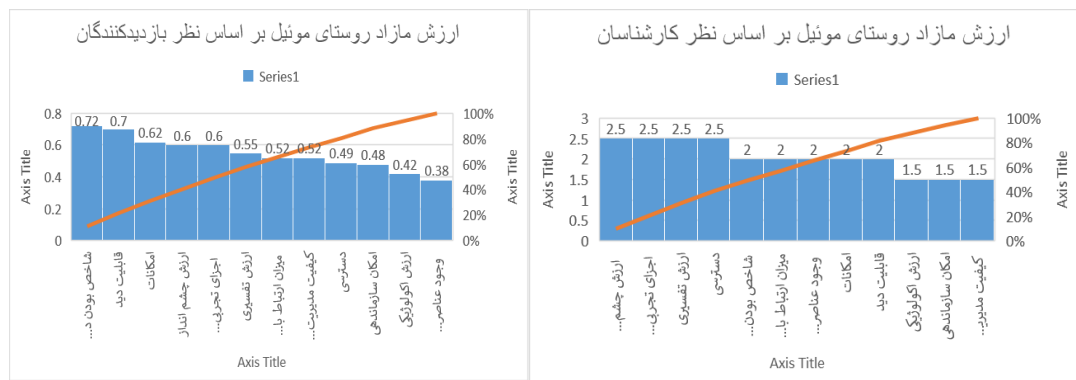 ارزش مازاد روستای موئیل بر اساس نظر بازدیدکنندگان
Series1
0.8
0.6
0.4
0.2
0
Axis Title
0.72
0.7
0.62
0.6
0.6
0.55
0.52
0.52
0.49
0.48
0.42
0.38
100%
80%
60%
40%
20%
0%
Axis Title
شاخص بودن د...
قابلیت دید
امکانات
ارزش چشم انداز
اجزای تجربی...
ارزش تفسیری
میزان ارتباط با...
کیفیت مدیریت...
دسترسی
امکان سازماندهی
ارزش اکولوژیکی
وجود عناصر...
Axis Title
ارزش مازاد روستای موئیل بر اساس نظر کارشناسان
Series1
3
2.5
2
1.5
1
0.5
0
Axis Title
2.5
2.5
2.5
2.5
2
2
2
2
2
1.5
1.5
1.5
100%
80%
60%
40%
20%
0%
Axis Title
ارزش چشم...
اجزای تجربی...
ارزش تفسیری
دسترسی
شاخص بودن...
میزان ارتباط با...
وجود عناصر...
امکانات
قابلیت دید
ارزش اکولوژیکی
امکان سازماندهی
کیفیت مدیری...
Axis Title